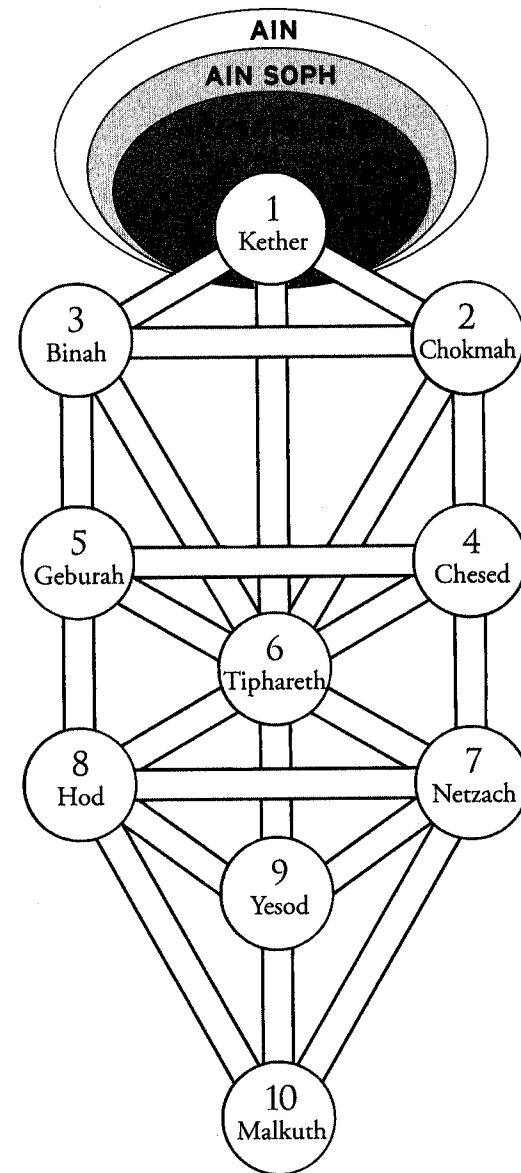 AIN
AIN SOPH
1
Kether
3
Binah
2
Chokmah
5
Geburah
4
Chesed
6
Tiphareth
8
Hod
7
Netzach
9
Yesod
10
Malkuth